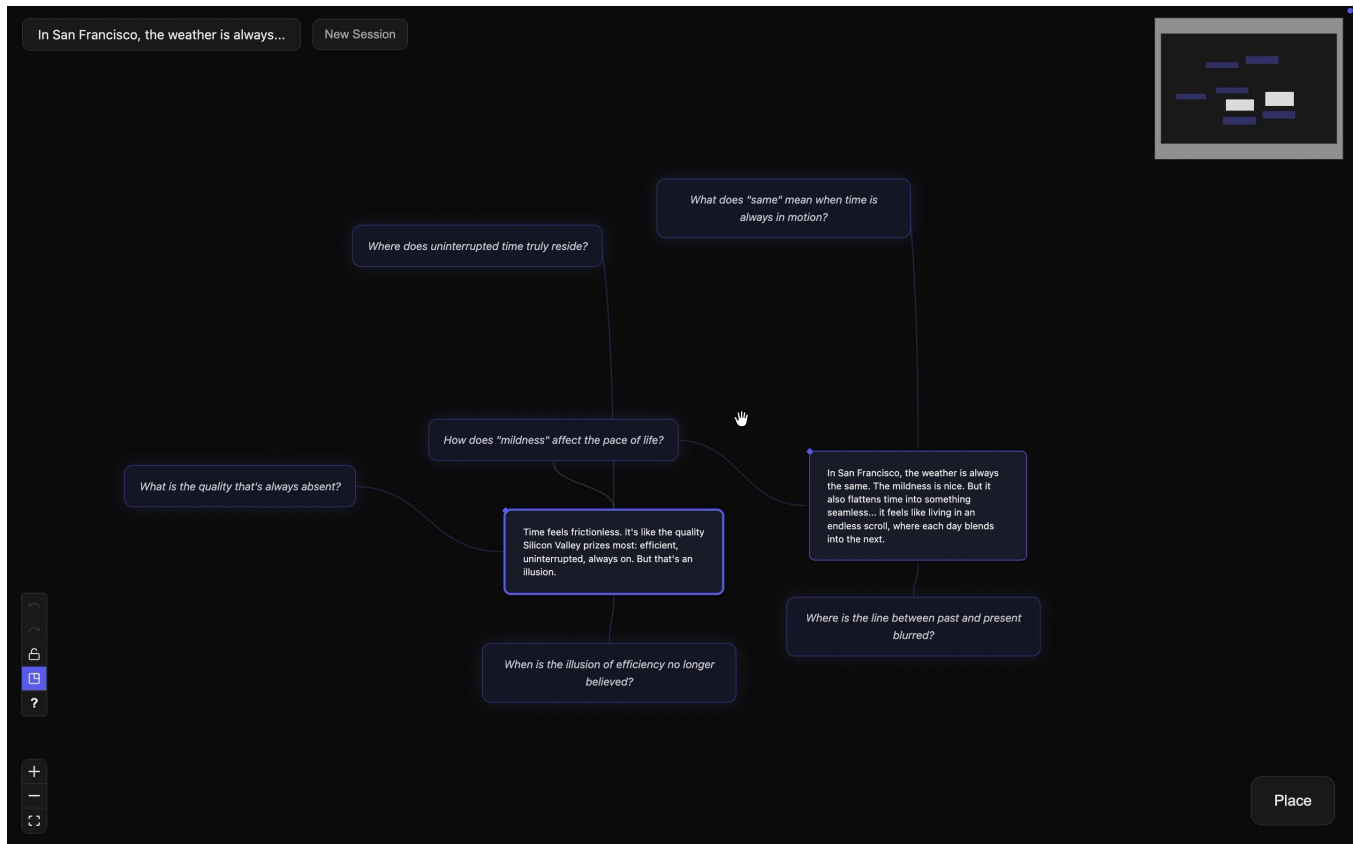 In San Francisco, the weather is always...
New Session
What does "same" mean when time is
always in motion?
Where does uninterrupted time truly reside?
How does "mildness" affect the pace of life?
What is the quality that's always absent?
In San Francisco, the weather is always
the same. The mildness is nice. But it
also flattens time into something
seamless... it feels like living in an
endless scroll, where each day blends
into the next.
Time feels frictionless. It's like the quality
Silicon Valley prizes most: efficient,
uninterrupted, always on. But that's an
illusion.
Where is the line between past and present
blurred?
When is the illusion of efficiency no longer
believed?
?
Place